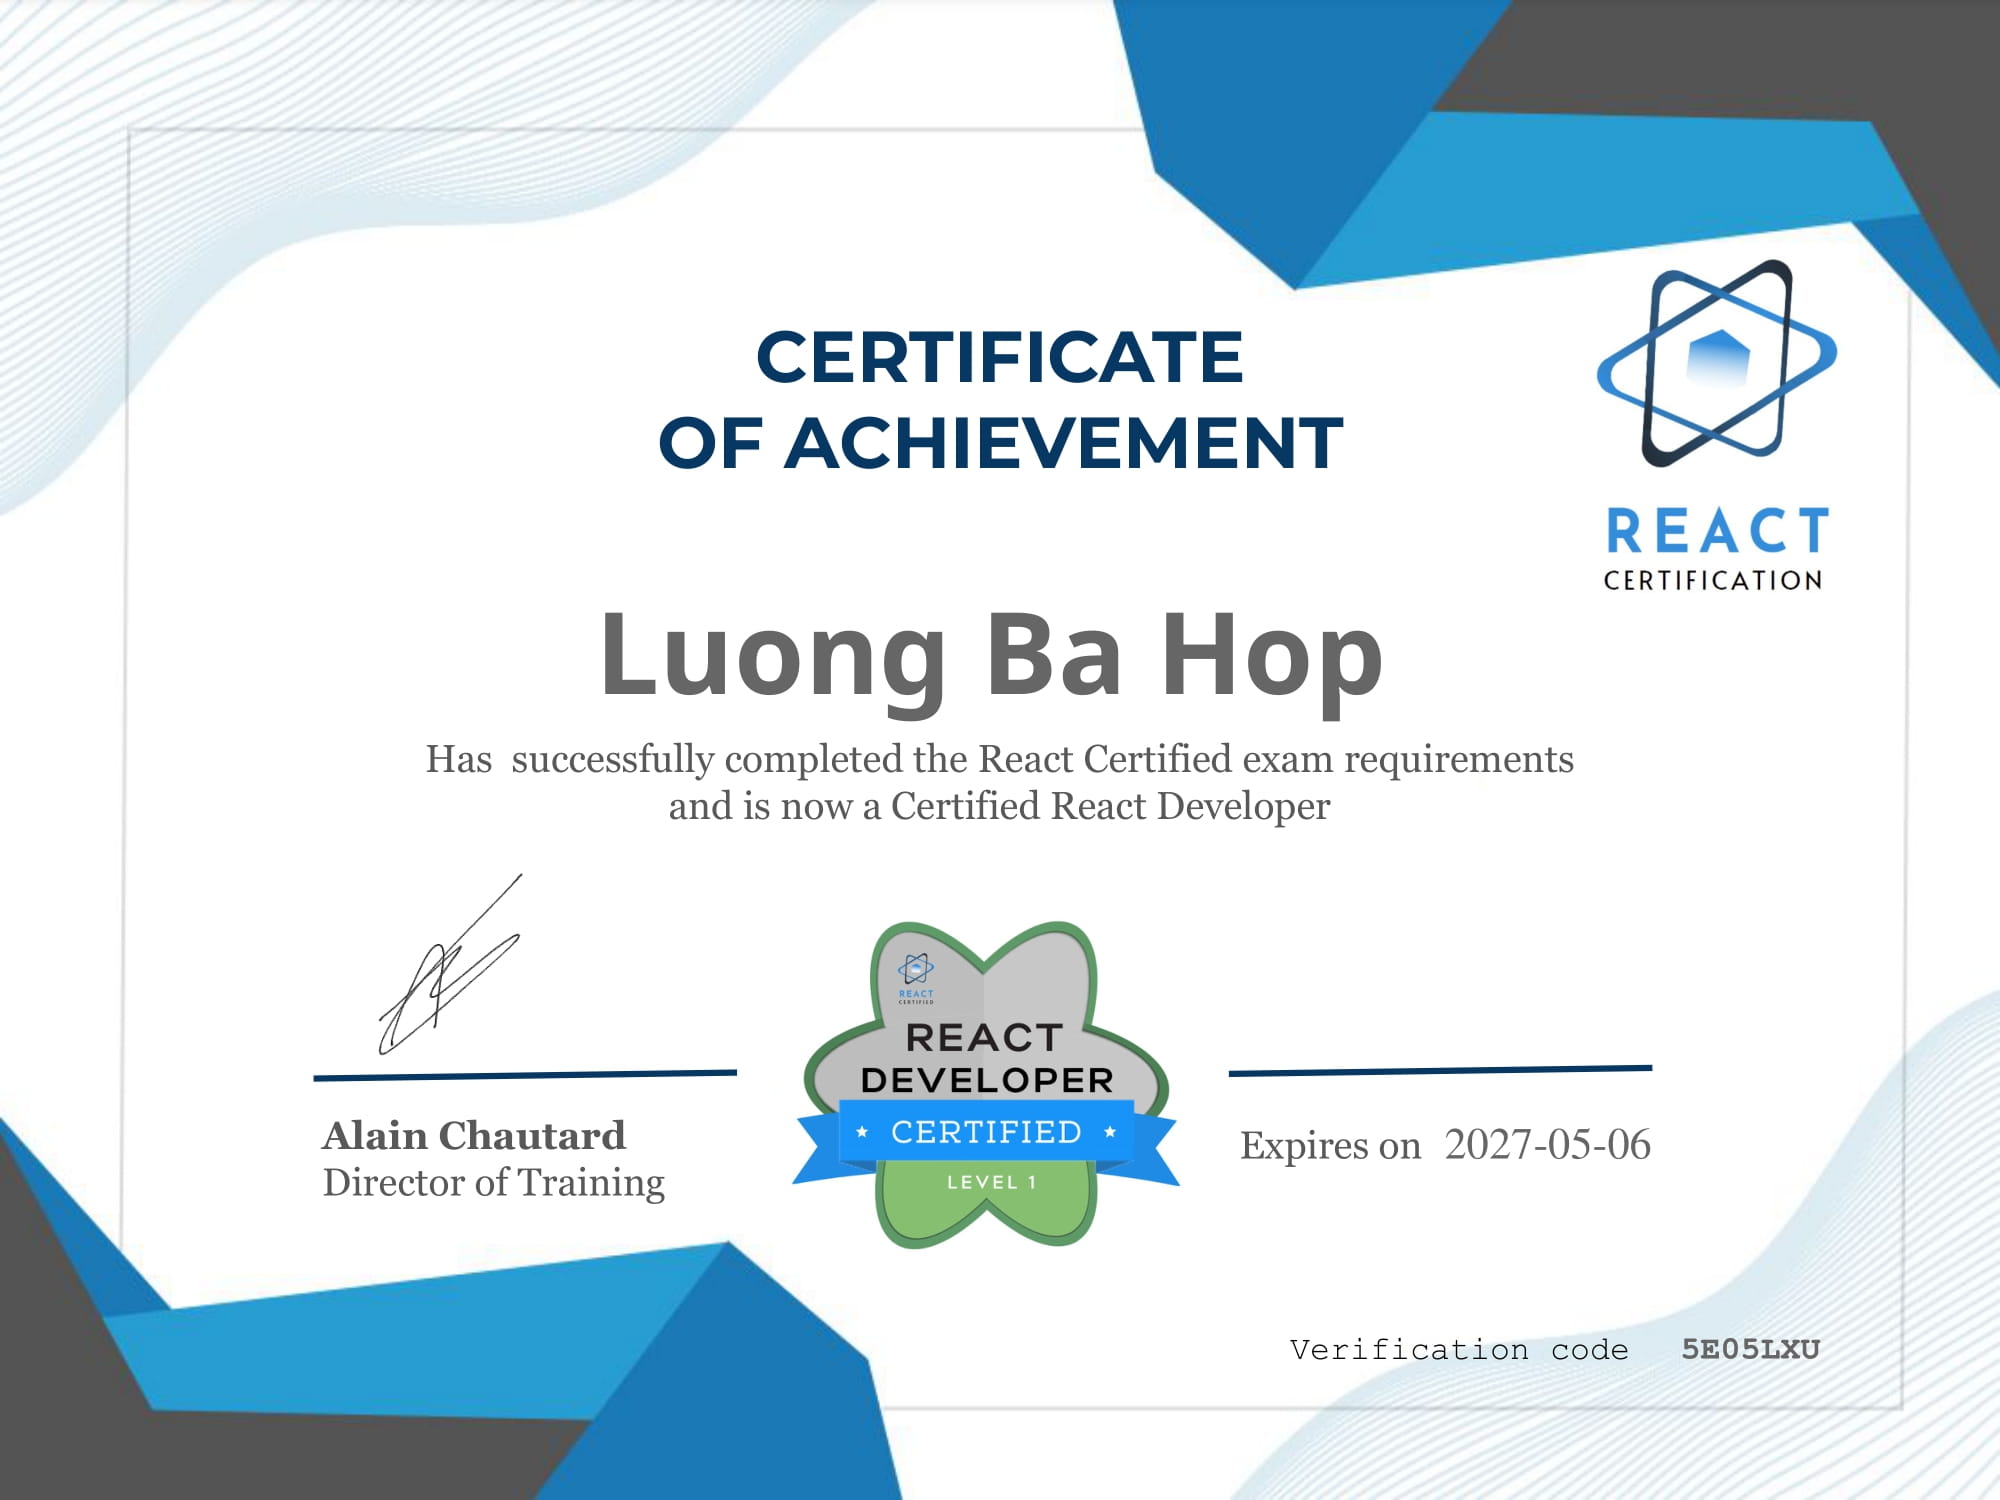 CERTIFICATE
OF ACHIEVEMENT
REACT
CERTIFICATION
Luong Ba Hop
Has  successfully completed the React Certified exam requirements
and is now a Certified React Developer
REACT
CERTIFIED
REACT
DEVELOPER
CERTIFIED
LEVEL 1
Alain Chautard
Director of Training
Expires on 2027-05-06
Verification code 5E05LXU